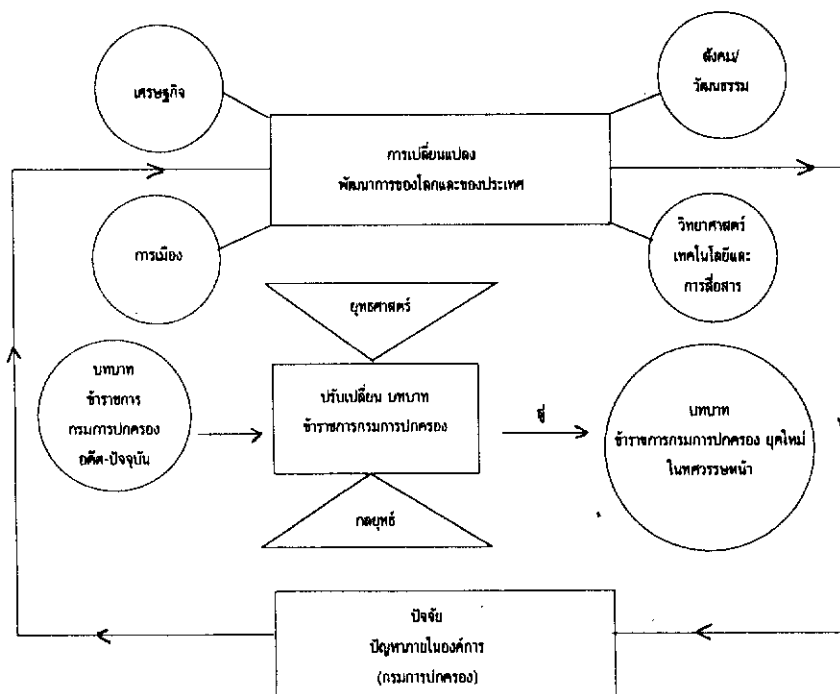 เศรษฐกิจ
สังคม/
วัฒนธรรม
การเปลี่ยนแปลง
พัฒนาการของโลกและของประเทศ
การเมือง
วิทยาศาสตร์
เทคโนโลยีและ
การสื่อสาร
ยุทธศาสตร์
บทบาท
ข้าราชการ
กรมการปกครอง
อดีต-ปัจจุบัน
ปรับเปลี่ยน บทบาท
ข้าราชการกรมการปกครอง
สู่
บทบาท
ข้าราชการกรมการปกครอง ยุคใหม่
ในทศวรรษหน้า
กลยุทธ์
ปัจจัย
ปัญหาภายในองค์การ
(กรมการปกครอง)